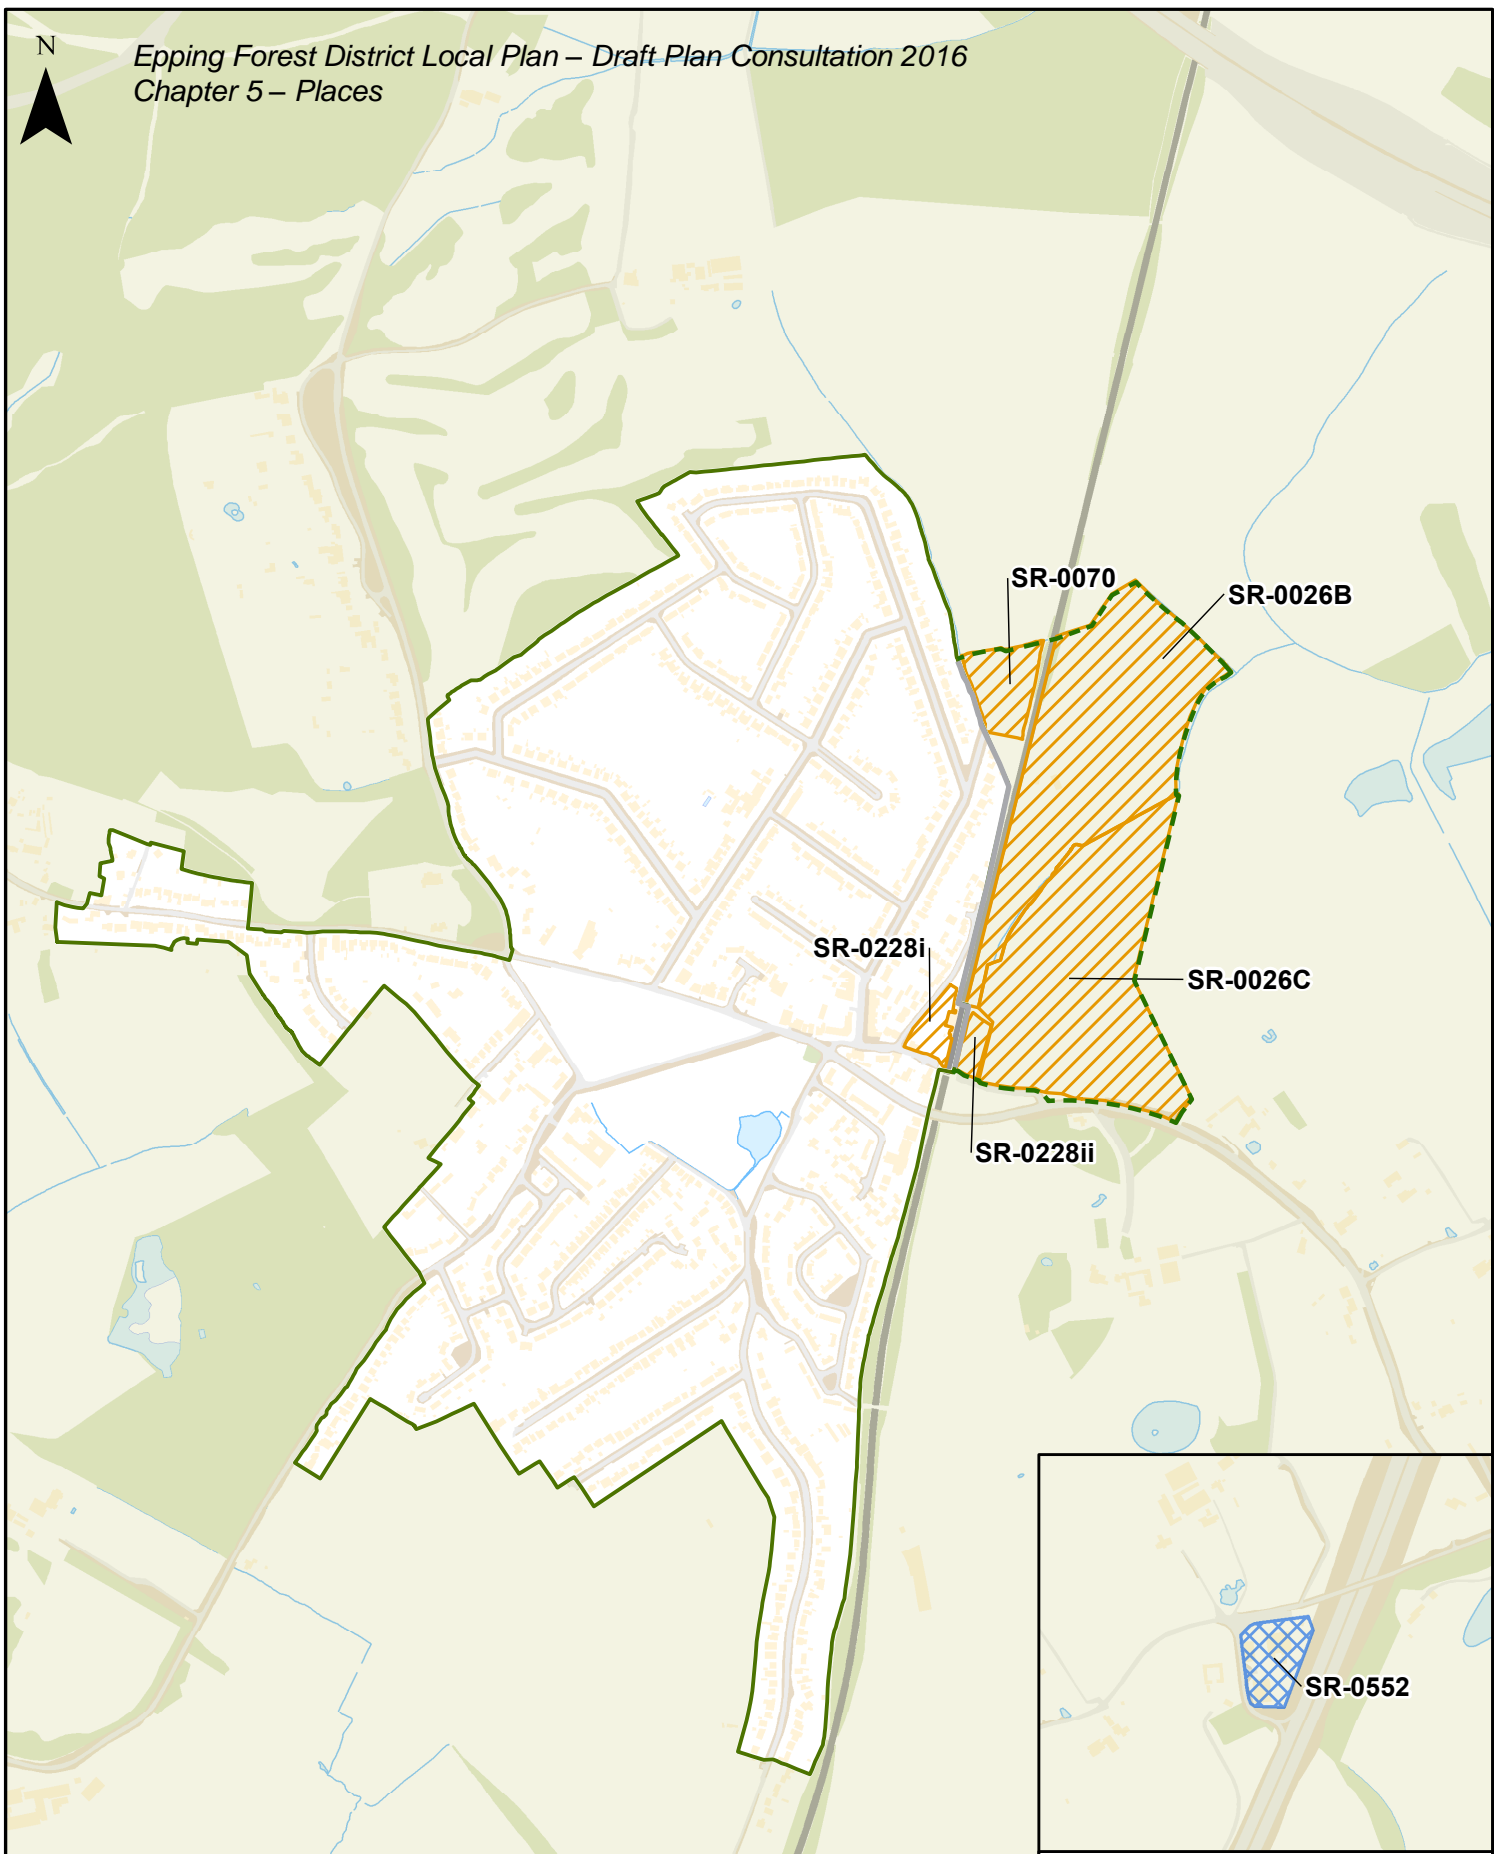 N
Epping Forest District Local Plan – Draft Plan Consultation 2016
Chapter 5 – Places
SR-0070
SR-0026B
SR-0228i
SR-0026C
SR-0228ii
SR-0552